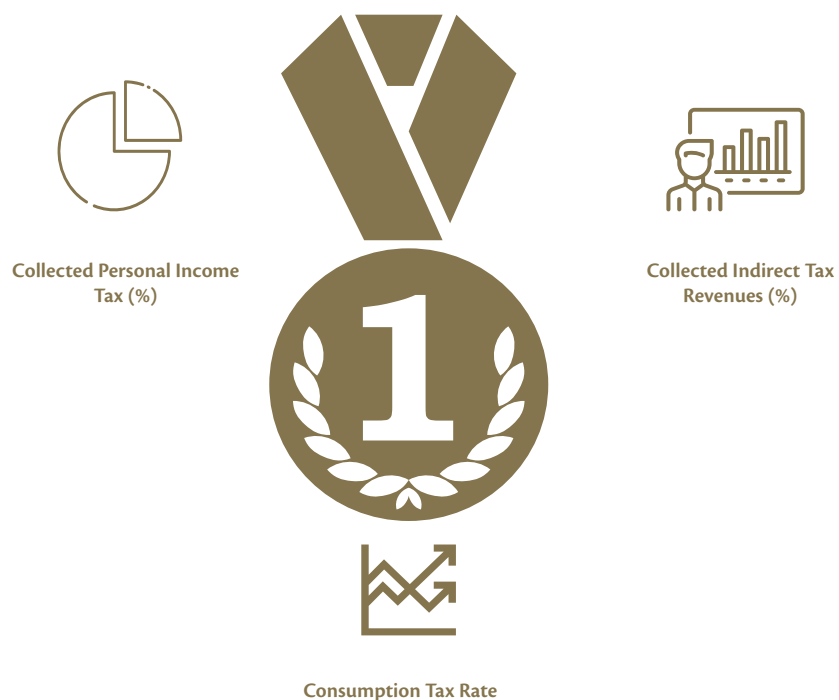 Collected Personal Income
Tax (%)
Collected Indirect Tax
Revenues (%)
1
Consumption Tax Rate